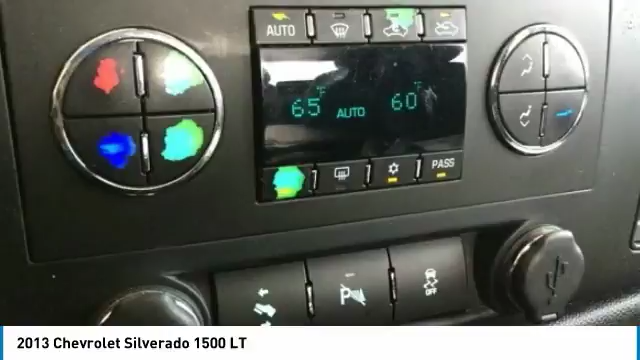 AUTO
65°F AUTO 60°F
PASS
OFF
2013 Chevrolet Silverado 1500 LT